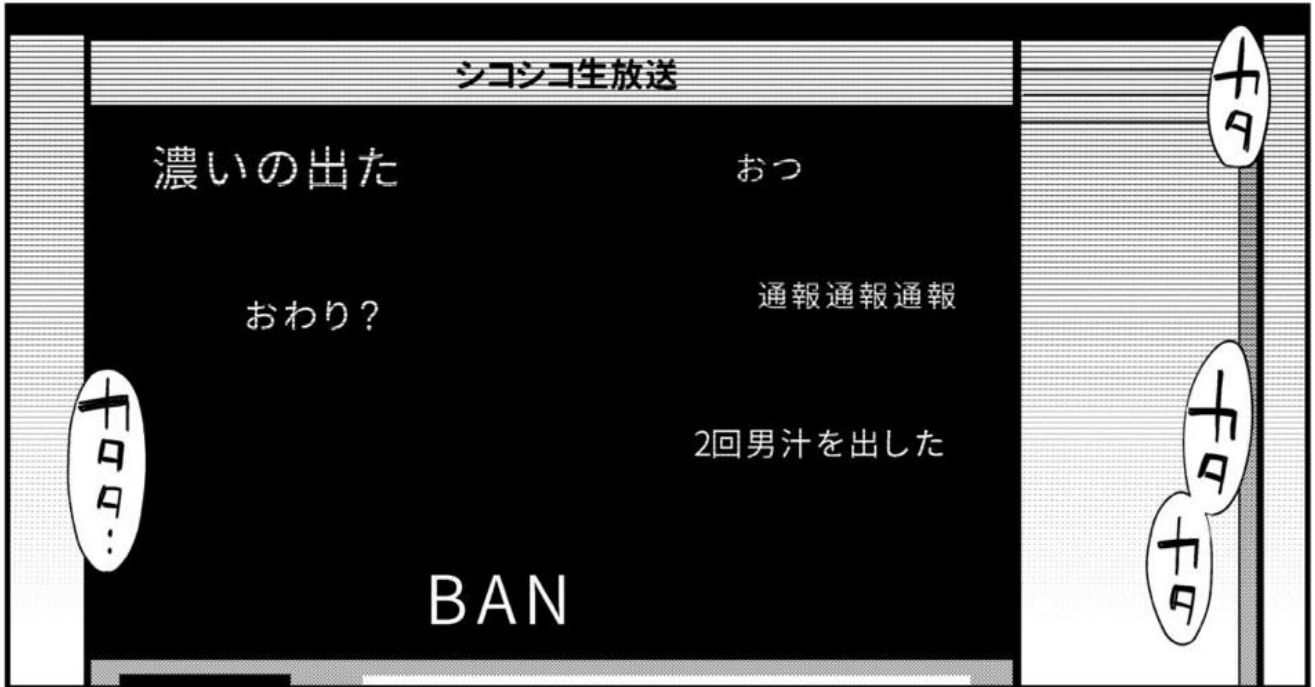 シコシコ生放送
カタ
濃いの出た
おつ
通報通報通報
おわり？
カタ
2回男汁を出した
カタ
カタタ…
BAN